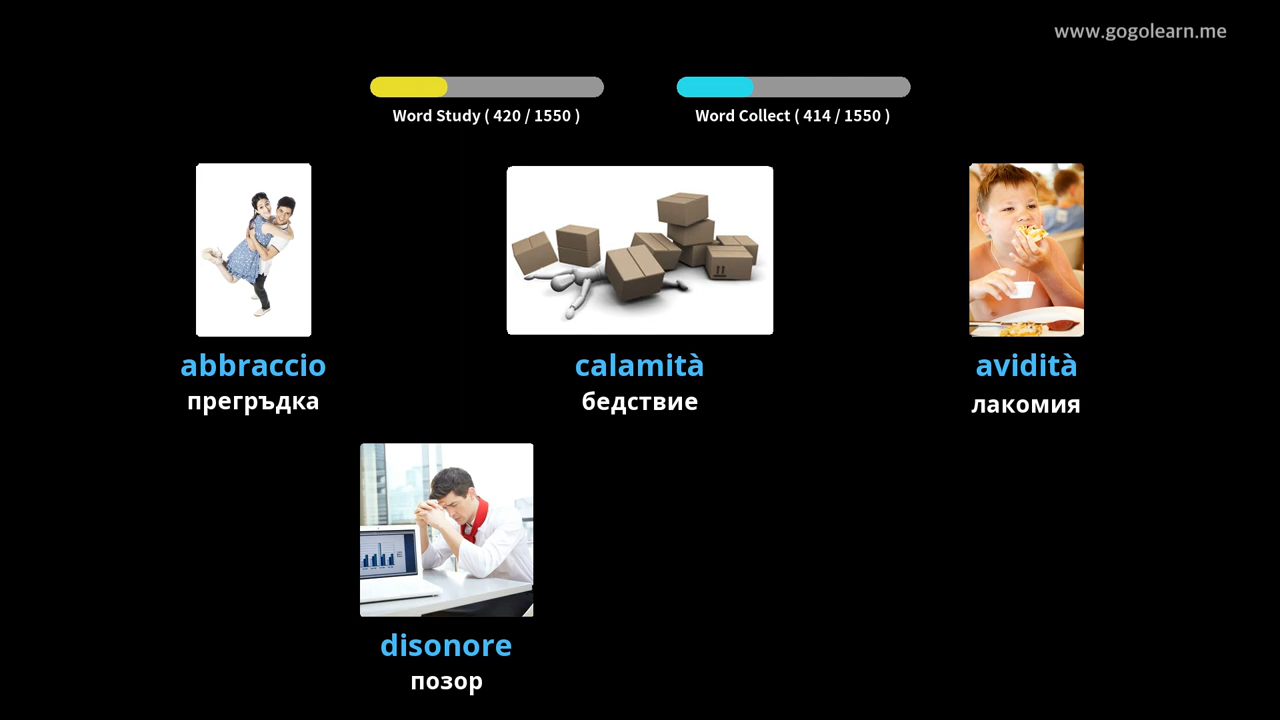 www.gogolearn.me
Word Study ( 420 / 1550 )
Word Collect ( 414 / 1550 )
abbraccio
прегръдка
calamità
бедствие
avidità
лакомия
disonore
позор